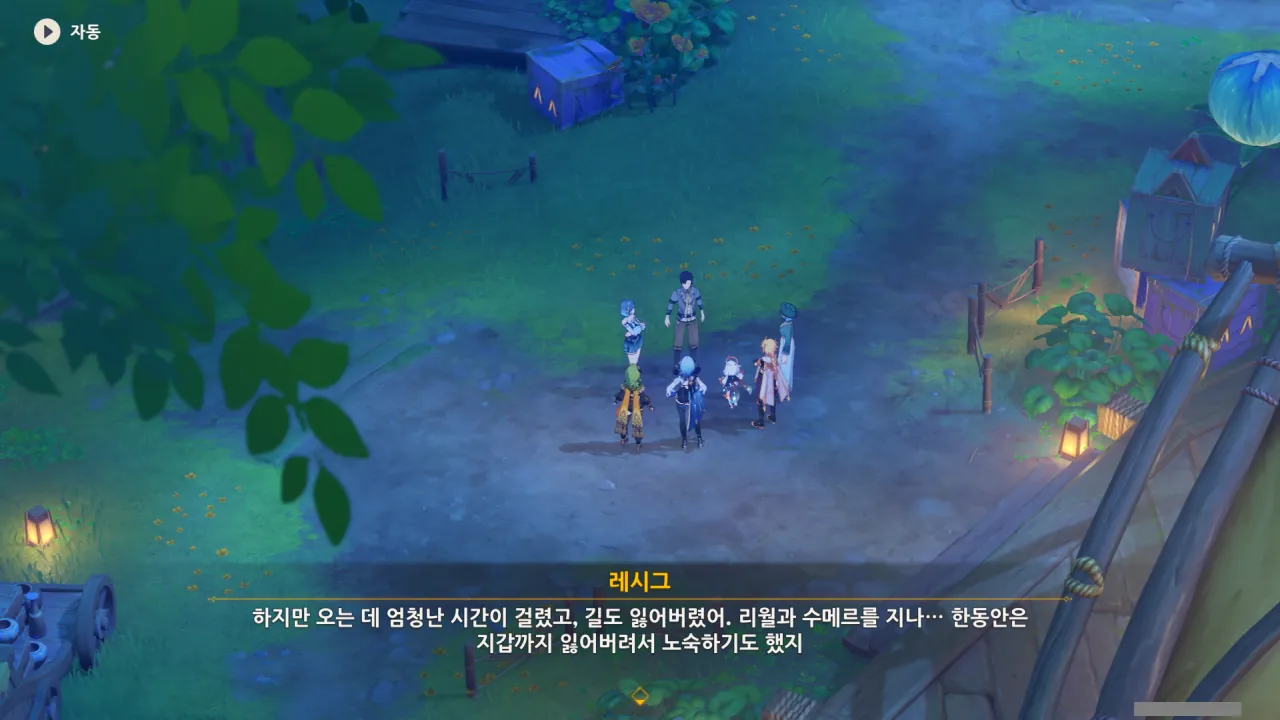 자동
레시그
하지만 오는 데 엄청난 시간이 걸렸고, 길도 잃어버렸어. 리월과 수메르를 지나… 한동안은
지갑까지 잃어버려서 노숙하기도 했지